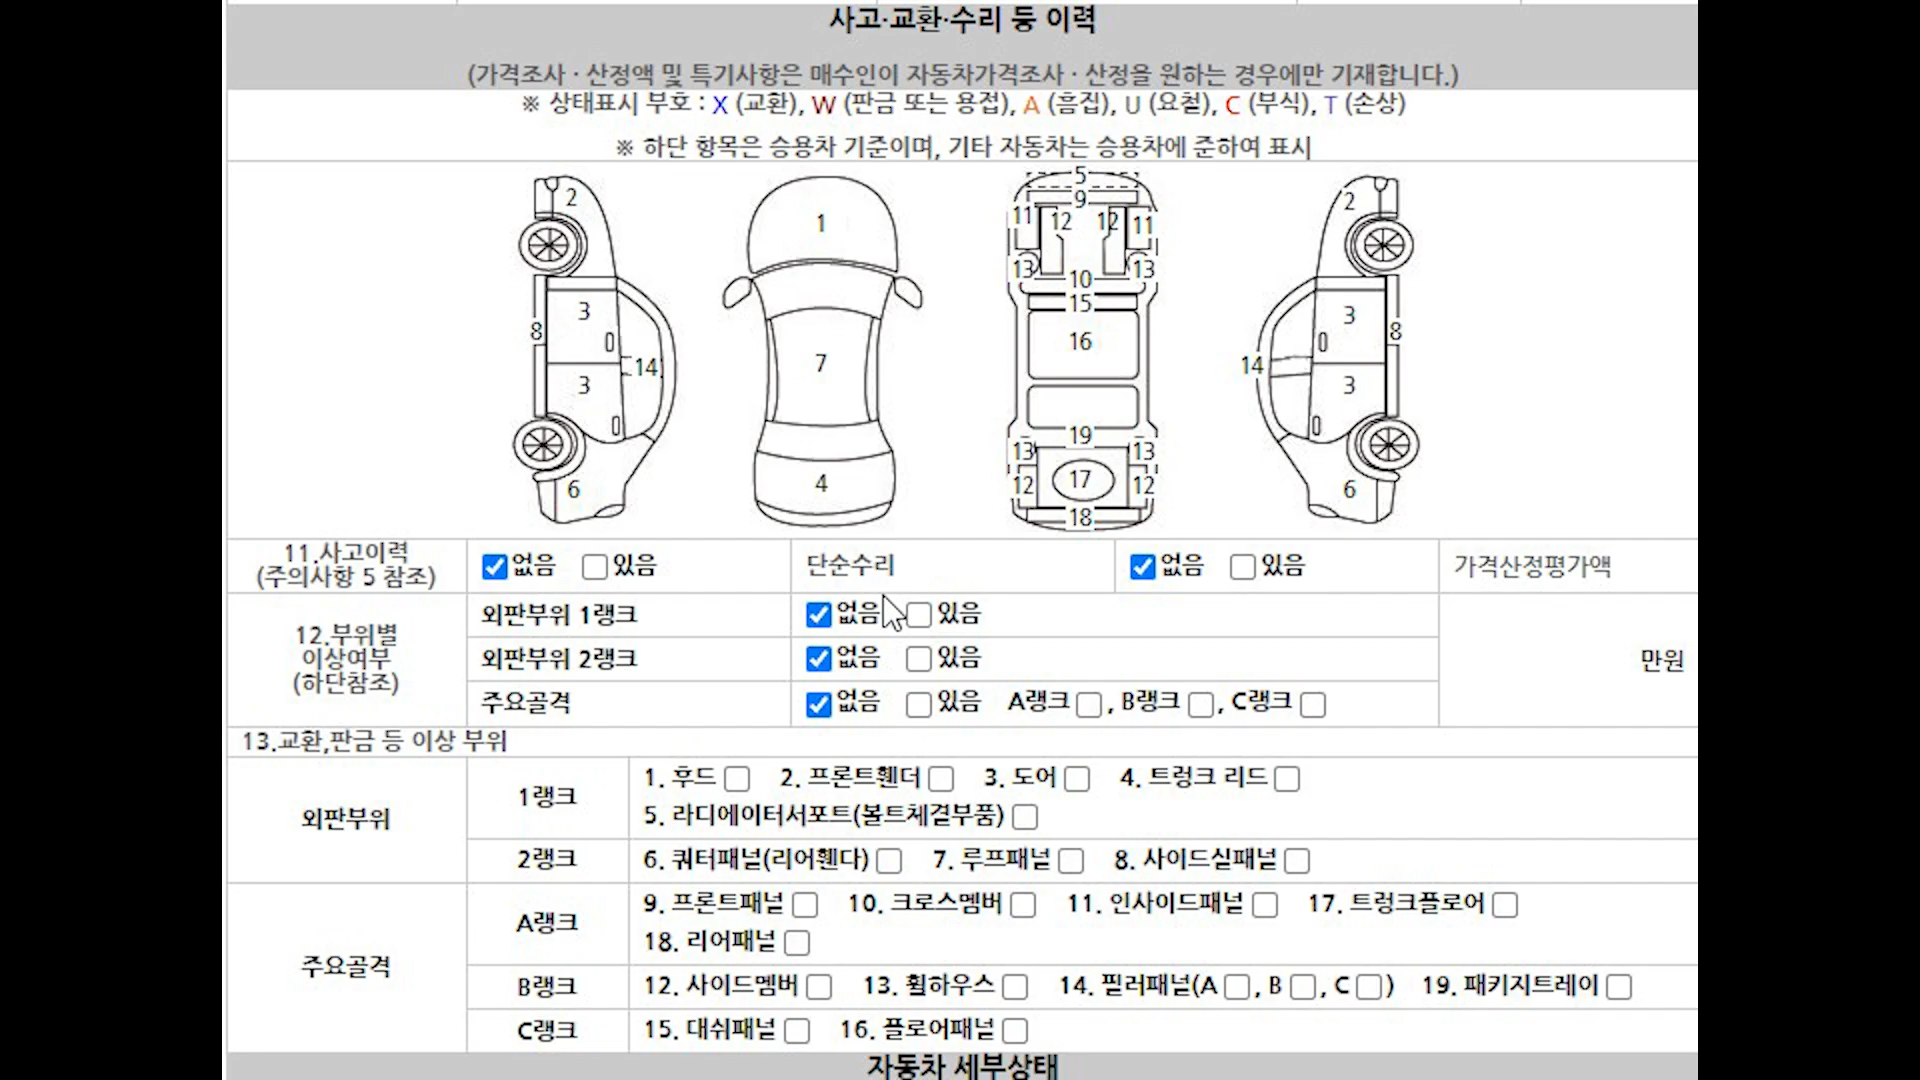 사고·교환·수리 등 이력
(가격조사 · 산정액 및 특기사항은 매수인이 자동차가격조사 · 산정을 원하는 경우에만 기재합니다.)
※ 상태표시 부호 : X (교환), W (판금 또는 용접), A (흠집), U (요철), C (부식), T (손상)
※ 하단 항목은 승용차 기준이며, 기타 자동차는 승용차에 준하여 표시
2
3
3
8
14
6
1
7
4
5
9
11 12 12 11
13 13
10
15
16
19
13 13
12 17 12
18
2
3
3
8
14
6
11.사고이력
(주의사항 5 참조)
없음 있음
단순수리
없음 있음
가격산정평가액
12.부위별
이상여부
(하단참조)
외판부위 1랭크
없음 있음
외판부위 2랭크
없음 있음
주요골격
없음 있음 A랭크 , B랭크 , C랭크
만원
13.교환,판금 등 이상 부위
외판부위
1랭크
1. 후드 2. 프론트휀더 3. 도어 4. 트렁크 리드
5. 라디에이터서포트(볼트체결부품)
2랭크
6. 쿼터패널(리어휀다) 7. 루프패널 8. 사이드실패널
주요골격
A랭크
9. 프론트패널 10. 크로스멤버 11. 인사이드패널 17. 트렁크플로어
18. 리어패널
B랭크
12. 사이드멤버 13. 휠하우스 14. 필러패널(A , B , C ) 19. 패키지트레이
C랭크
15. 대쉬패널 16. 플로어패널
자동차 세부상태